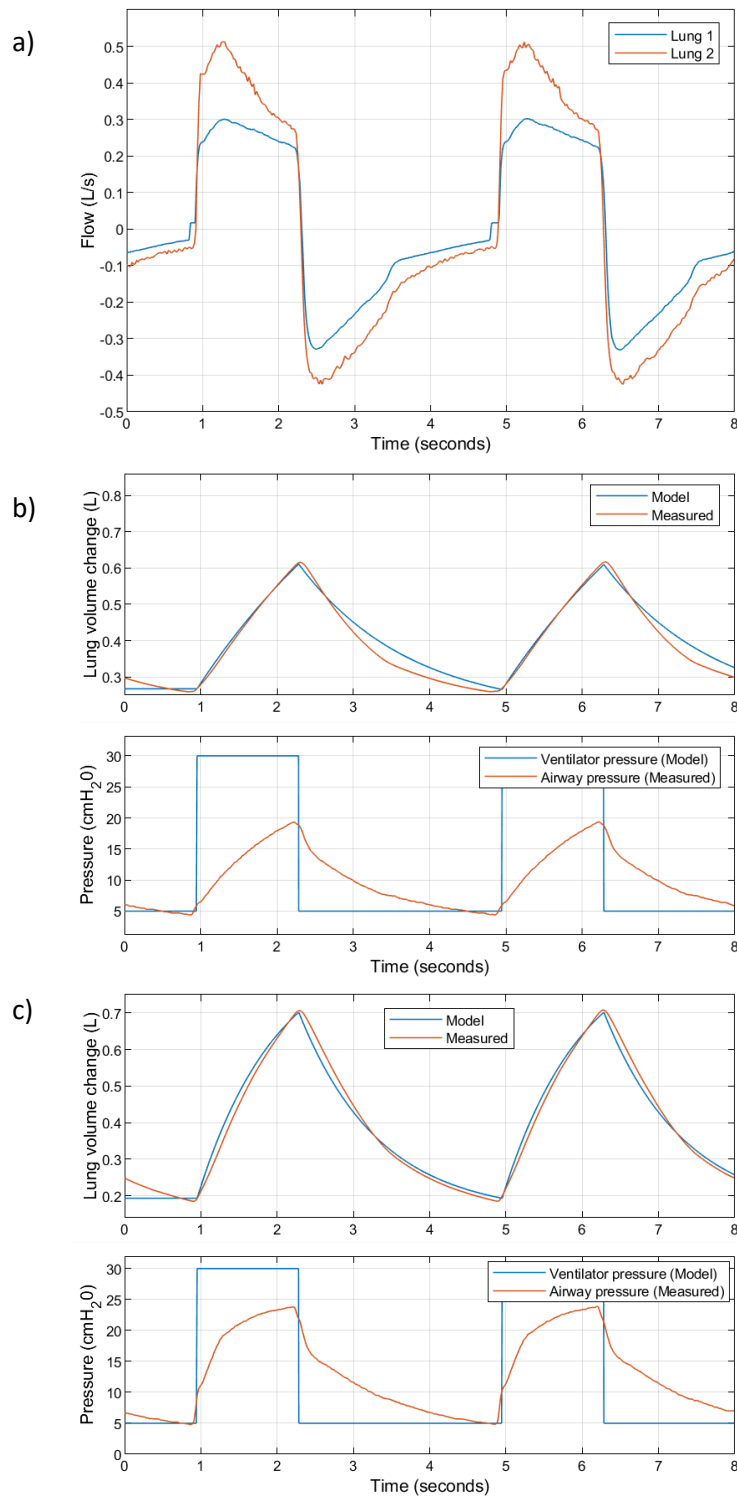 a)
0.5
0.4
0.3
0.2
0.1
0
-0.1
-0.2
-0.3
-0.4
-0.5
Flow (L/s)
Lung 1
Lung 2
0 1 2 3 4 5 6 7 8
Time (seconds)
b)
0.8
0.7
0.6
0.5
0.4
0.3
Lung volume change (L)
Model
Measured
0 1 2 3 4 5 6 7 8
30
25
20
15
10
5
Pressure (cmH20)
Ventilator pressure (Model)
Airway pressure (Measured)
0 1 2 3 4 5 6 7 8
Time (seconds)
c)
0.7
0.6
0.5
0.4
0.3
0.2
Lung volume change (L)
Model
Measured
0 1 2 3 4 5 6 7 8
30
25
20
15
10
5
0
Pressure (cmH20)
Ventilator pressure (Model)
Airway pressure (Measured)
0 1 2 3 4 5 6 7 8
Time (seconds)